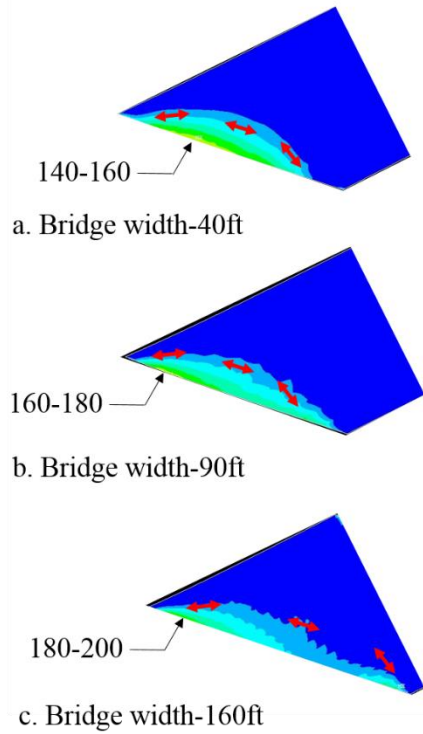 140-160
a. Bridge width-40ft
160-180
b. Bridge width-90ft
180-200
c. Bridge width-160ft